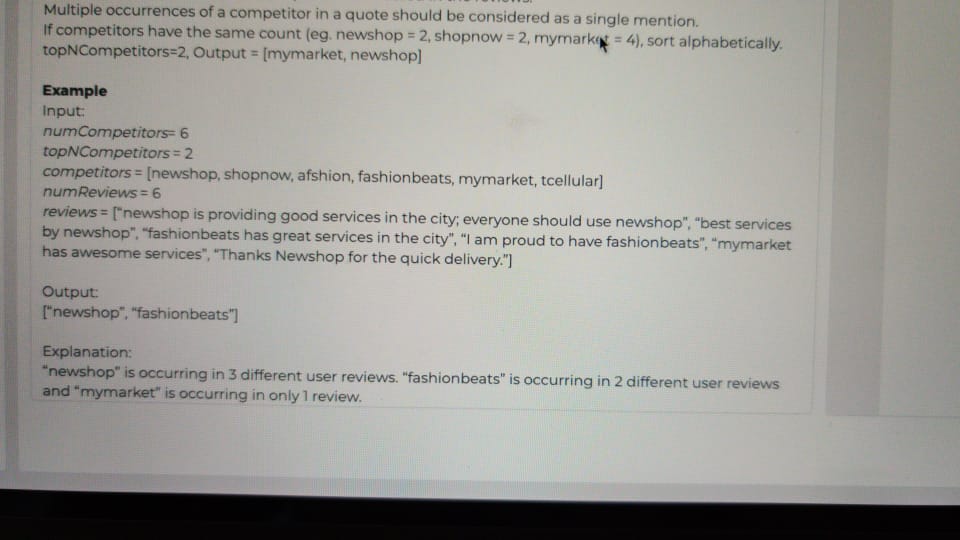 Multiple occurrences of a competitor in a quote should be considered as a single mention.
If competitors have the same count (eg. newshop = 2, shopnow = 2, mymarket = 4), sort alphabetically.
topNCompetitors=2, Output = [mymarket, newshop]
Example
Input:
numCompetitors= 6
topNCompetitors = 2
competitors = [newshop, shopnow, afshion, fashionbeats, mymarket, tcellular]
numReviews = 6
reviews = ["newshop is providing good services in the city; everyone should use newshop", "best services
by newshop", "fashionbeats has great services in the city", "I am proud to have fashionbeats", "mymarket
has awesome services", "Thanks Newshop for the quick delivery."]
Output:
["newshop", "fashionbeats"]
Explanation:
"newshop" is occurring in 3 different user reviews. "fashionbeats" is occurring in 2 different user reviews
and "mymarket" is occurring in only 1 review.